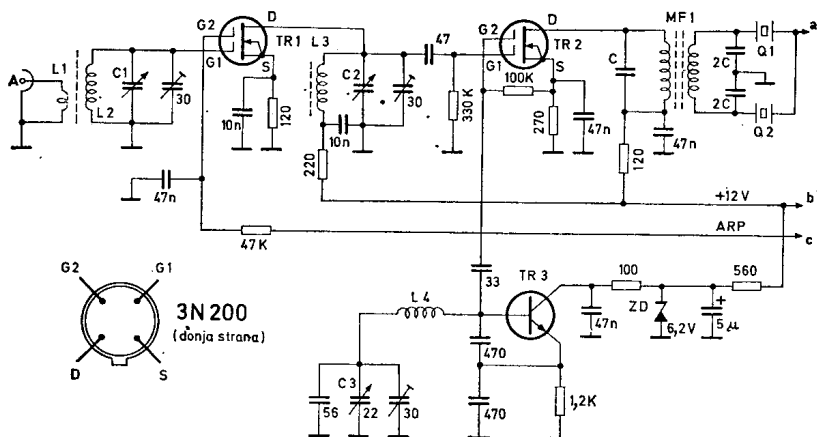 A
L1
L2
C1
30
G2
G1
D
TR1
S
10n
120
47n
47K
L3
C2
30
10n
220
47
330K
G2
G1
D
TR2
S
100K
270
47n
C
120
47n
MF1
2C
2C
Q1
Q2
a
+12V
b
ARP
c
G2
G1
D
S
3N200
(donja strana)
33
L4
TR3
470
470
1,2K
56
C3
22
30
47n
100
ZD
6,2V
+
5μ
560